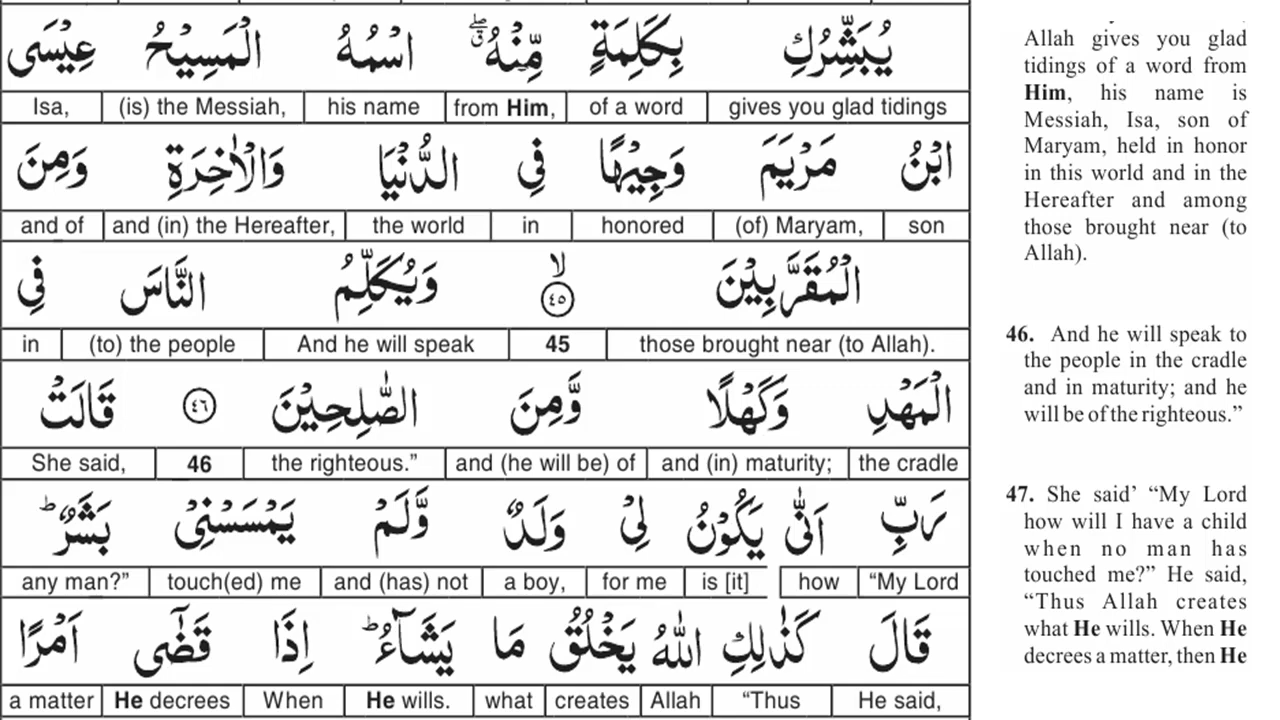 يُبَشِّرُكِ بِكَلِمَةٍ مِّنْهُ ۖق اسْمُهُ الْمَسِيْحُ عِيْسَى
gives you glad tidings of a word from Him, his name (is) the Messiah, Isa,
ابْنُ مَرْيَمَ وَجِيْهًا فِى الدُّنْيَا وَالْاٰخِرَةِ وَمِنَ
son (of) Maryam, honored in the world and (in) the Hereafter, and of
الْمُقَرَّبِيْنَ ۙ ٤٥ وَيُكَلِّمُ النَّاسَ فِى
those brought near (to Allah). 45 And he will speak (to) the people in
الْمَهْدِ وَكَهْلًا وَّمِنَ الصّٰلِحِيْنَ ٤٦ قَالَتْ
the cradle and (in) maturity; and (he will be) of the righteous.” 46 She said,
رَبِّ اَنّٰى يَكُوْنُ لِىْ وَلَدٌ وَّلَمْ يَمْسَسْنِىْ بَشَرٌ ؕ
“My Lord how is [it] for me a boy, and (has) not touch(ed) me any man?”
قَالَ كَذٰلِكِ اللّٰهُ يَخْلُقُ مَا يَشَآءُ ؕ اِذَا قَضٰٓى اَمْرًا
He said, “Thus Allah creates what He wills. When He decrees a matter
Allah gives you glad
tidings of a word from
Him, his name is
Messiah, Isa, son of
Maryam, held in honor
in this world and in the
Hereafter and among
those brought near (to
Allah).
46. And he will speak to
the people in the cradle
and in maturity; and he
will be of the righteous.”
47. She said’ “My Lord
how will I have a child
when no man has
touched me?” He said,
“Thus Allah creates
what He wills. When He
decrees a matter, then He